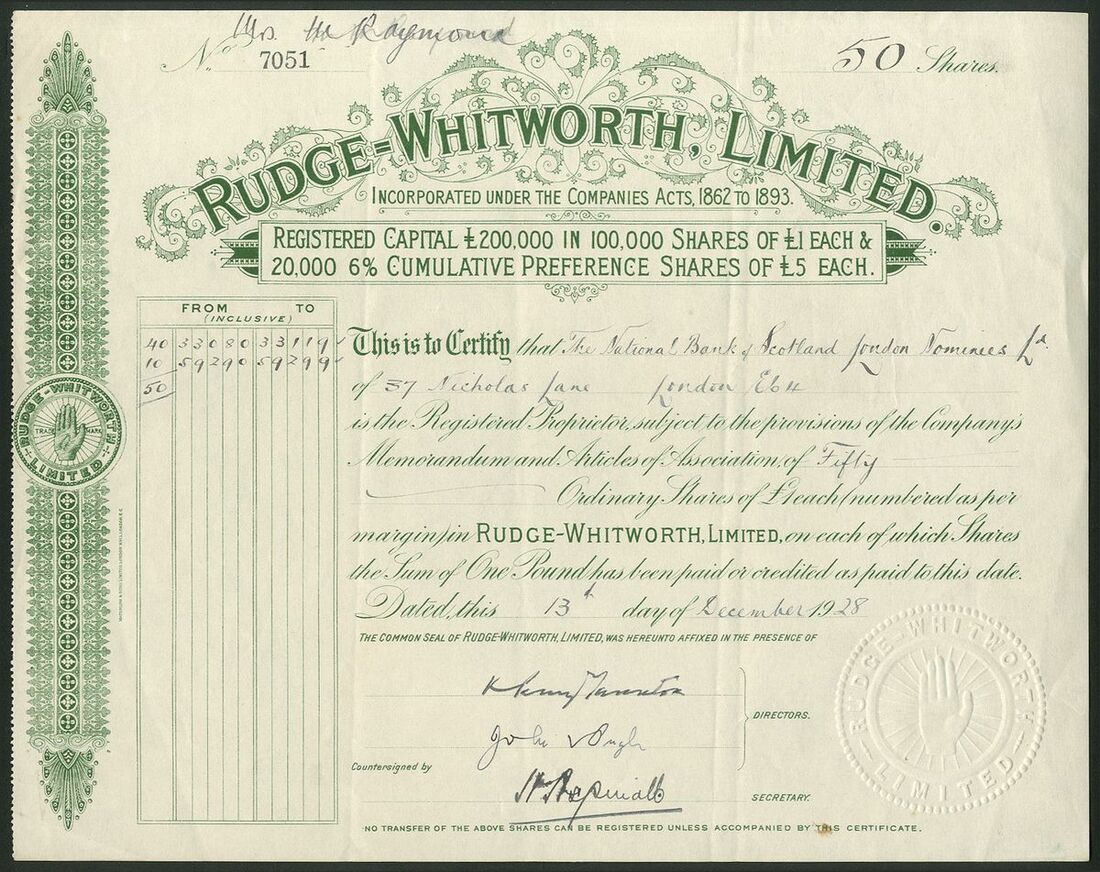 Mrs. M Raymond
No. 7051
50 Shares.
RUDGE=WHITWORTH, LIMITED.
INCORPORATED UNDER THE COMPANIES ACTS, 1862 TO 1893.
REGISTERED CAPITAL £200,000 IN 100,000 SHARES OF £1 EACH &
20,000 6% CUMULATIVE PREFERENCE SHARES OF £5 EACH.
FROM TO
(INCLUSIVE)
40 33080 33119
10 59290 59299
50
This is to Certify that The National Bank of Scotland London Nominees Ld.
of 37 Nicholas Lane London EC4
is the Registered Proprietor, subject to the provisions of the Company's
Memorandum and Articles of Association, of Fifty
Ordinary Shares of £1 each (numbered as per
margin) in RUDGE-WHITWORTH, LIMITED, on each of which Shares
the Sum of One Pound has been paid or credited as paid to this date.
Dated, this 13th day of December 1928
THE COMMON SEAL OF RUDGE-WHITWORTH, LIMITED, WAS HEREUNTO AFFIXED IN THE PRESENCE OF
DIRECTORS.
John V Pugh
Countersigned by
SECRETARY.
NO TRANSFER OF THE ABOVE SHARES CAN BE REGISTERED UNLESS ACCOMPANIED BY THIS CERTIFICATE.
RUDGE-WHITWORTH
TRADE MARK
LIMITED
RUDGE WHITWORTH
LIMITED